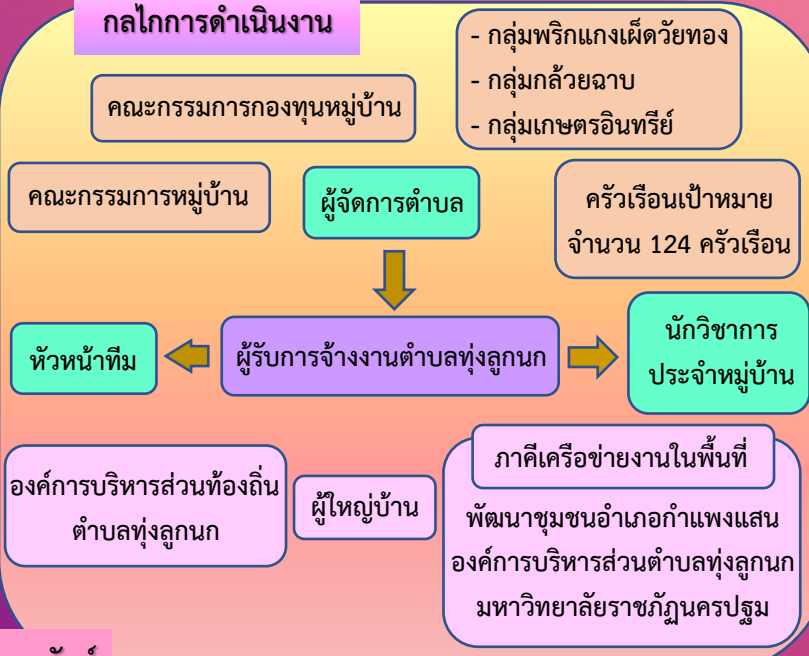 กลไกการดำเนินงาน
- กลุ่มพริกแกงเผ็ดวัยทอง
- กลุ่มกล้วยฉาบ
- กลุ่มเกษตรอินทรีย์
คณะกรรมการกองทุนหมู่บ้าน
คณะกรรมการหมู่บ้าน
ผู้จัดการตำบล
ครัวเรือนเป้าหมาย
จำนวน 124 ครัวเรือน
หัวหน้าทีม
ผู้รับการจ้างงานตำบลทุ่งลูกนก
นักวิชาการ
ประจำหมู่บ้าน
องค์การบริหารส่วนท้องถิ่น
ตำบลทุ่งลูกนก
ผู้ใหญ่บ้าน
ภาคีเครือข่ายงานในพื้นที่
พัฒนาชุมชนอำเภอกำแพงแสน
องค์การบริหารส่วนตำบลทุ่งลูกนก
มหาวิทยาลัยราชภัฏนครปฐม